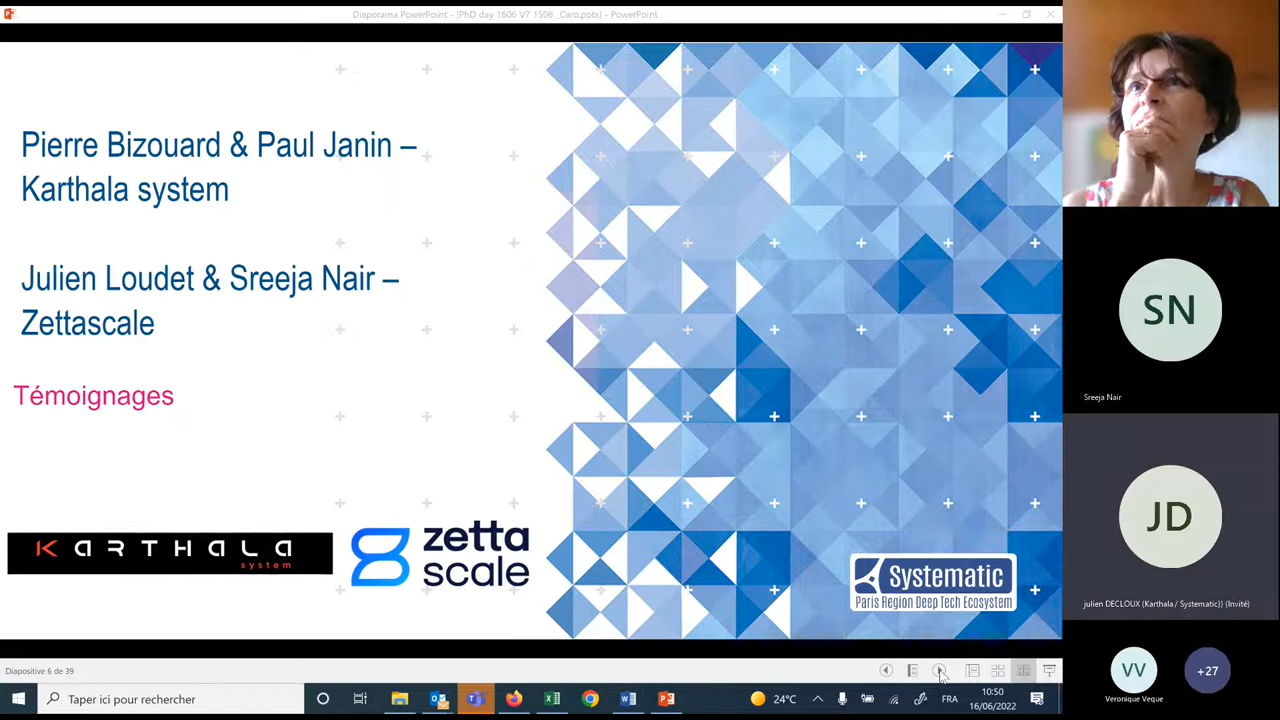 Diaporama PowerPoint - (PhD day 1606 V7 1506 _Caro.pptx) - PowerPoint
Pierre Bizouard & Paul Janin –
Karthala system
Julien Loudet & Sreeja Nair –
Zettascale
Témoignages
KARTHALA
system
zetta
scale
Systematic
Paris Region Deep Tech Ecosystem
SN
Sreeja Nair
JD
julien DECLOUX (Karthala / Systematic)) (Invité)
VV
Veronique Veque
+27
Diapositive 6 de 39
Taper ici pour rechercher
24°C
FRA
10:50
16/06/2022